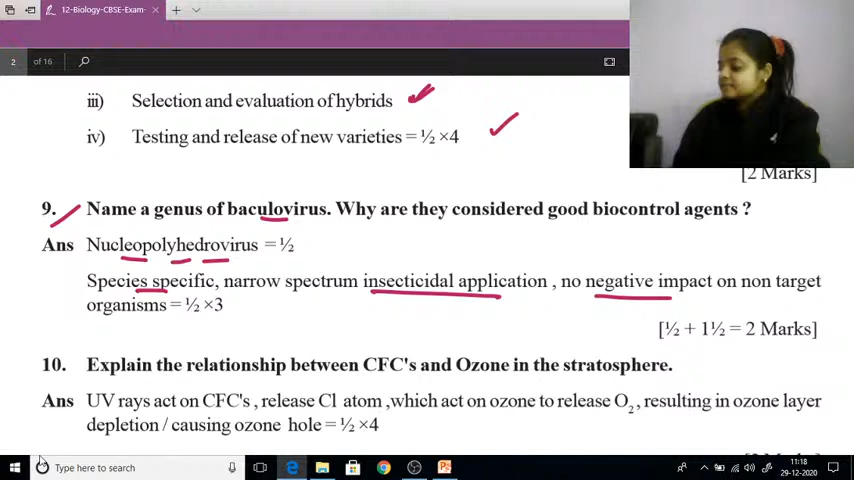 12-Biology-CBSE-Exam-
2 of 16
iii) Selection and evaluation of hybrids
iv) Testing and release of new varieties = ½ ×4
[2 Marks]
9. Name a genus of baculovirus. Why are they considered good biocontrol agents ?
Ans Nucleopolyhedrovirus = ½
Species specific, narrow spectrum insecticidal application , no negative impact on non target
organisms = ½ ×3
[½ + 1½ = 2 Marks]
10. Explain the relationship between CFC's and Ozone in the stratosphere.
Ans UV rays act on CFC's , release Cl atom ,which act on ozone to release O₂, resulting in ozone layer
depletion / causing ozone hole = ½ ×4
Type here to search
11:18
29-12-2020